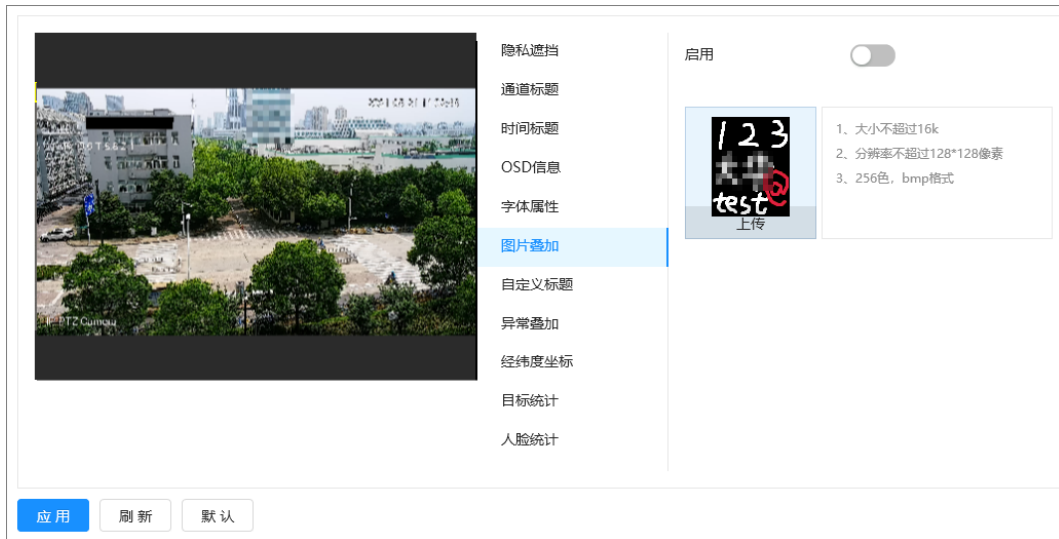 隐私遮挡
通道标题
时间标题
OSD信息
字体属性
图片叠加
自定义标题
异常叠加
经纬度坐标
目标统计
人脸统计
启用
1 2 3
@
test
上传
1、大小不超过16k
2、分辨率不超过128*128像素
3、256色，bmp格式
应用
刷新
默认